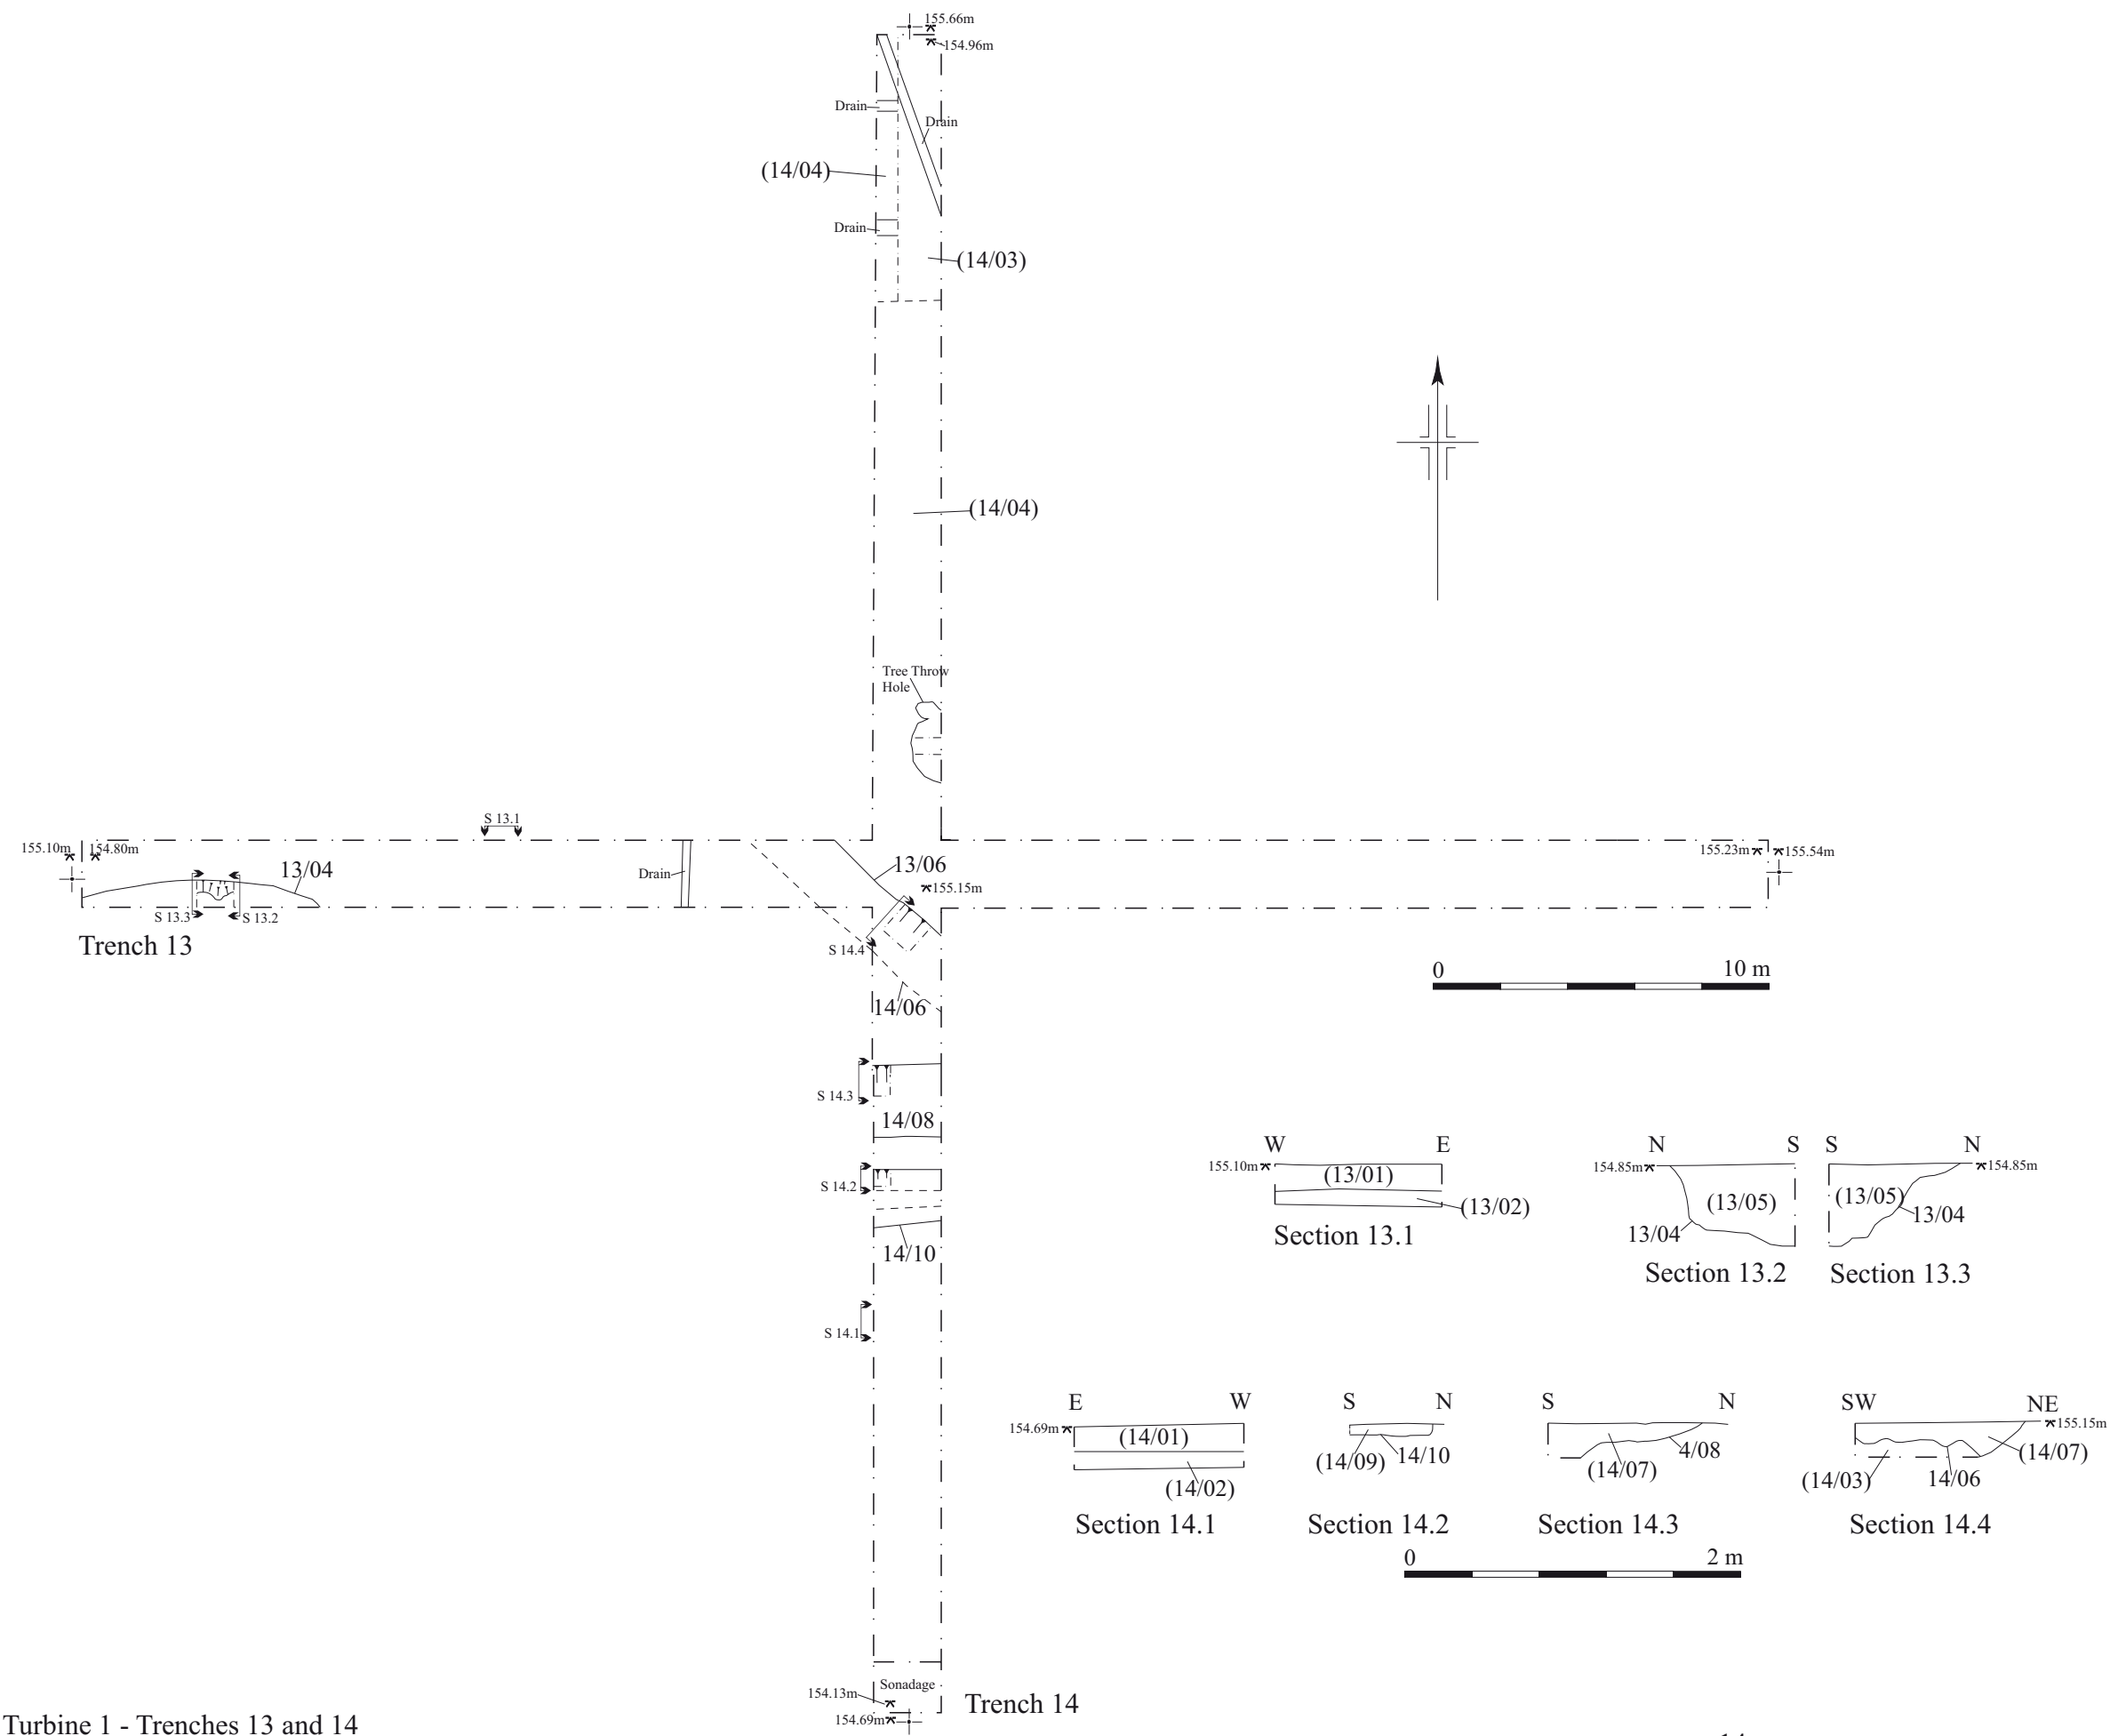 155.66m
154.96m
Drain
Drain
(14/04)
Drain
(14/03)
(14/04)
Tree Throw
Hole
S 13.1
155.10m
154.80m
13/04
Drain
13/06
155.15m
155.23m
155.54m
S 13.3
S 13.2
Trench 13
S 14.4
14/06
0
10 m
S 14.3
14/08
S 14.2
14/10
S 14.1
W
E
155.10m
(13/01)
(13/02)
Section 13.1
N
S
154.85m
(13/05)
13/04
Section 13.2
S
N
154.85m
(13/05)
13/04
Section 13.3
E
W
154.69m
(14/01)
(14/02)
Section 14.1
S
N
(14/09)
14/10
Section 14.2
S
N
(14/07)
4/08
Section 14.3
SW
NE
155.15m
(14/07)
(14/03)
14/06
Section 14.4
0
2 m
Sonadage
154.13m
154.69m
Trench 14
Turbine 1 - Trenches 13 and 14